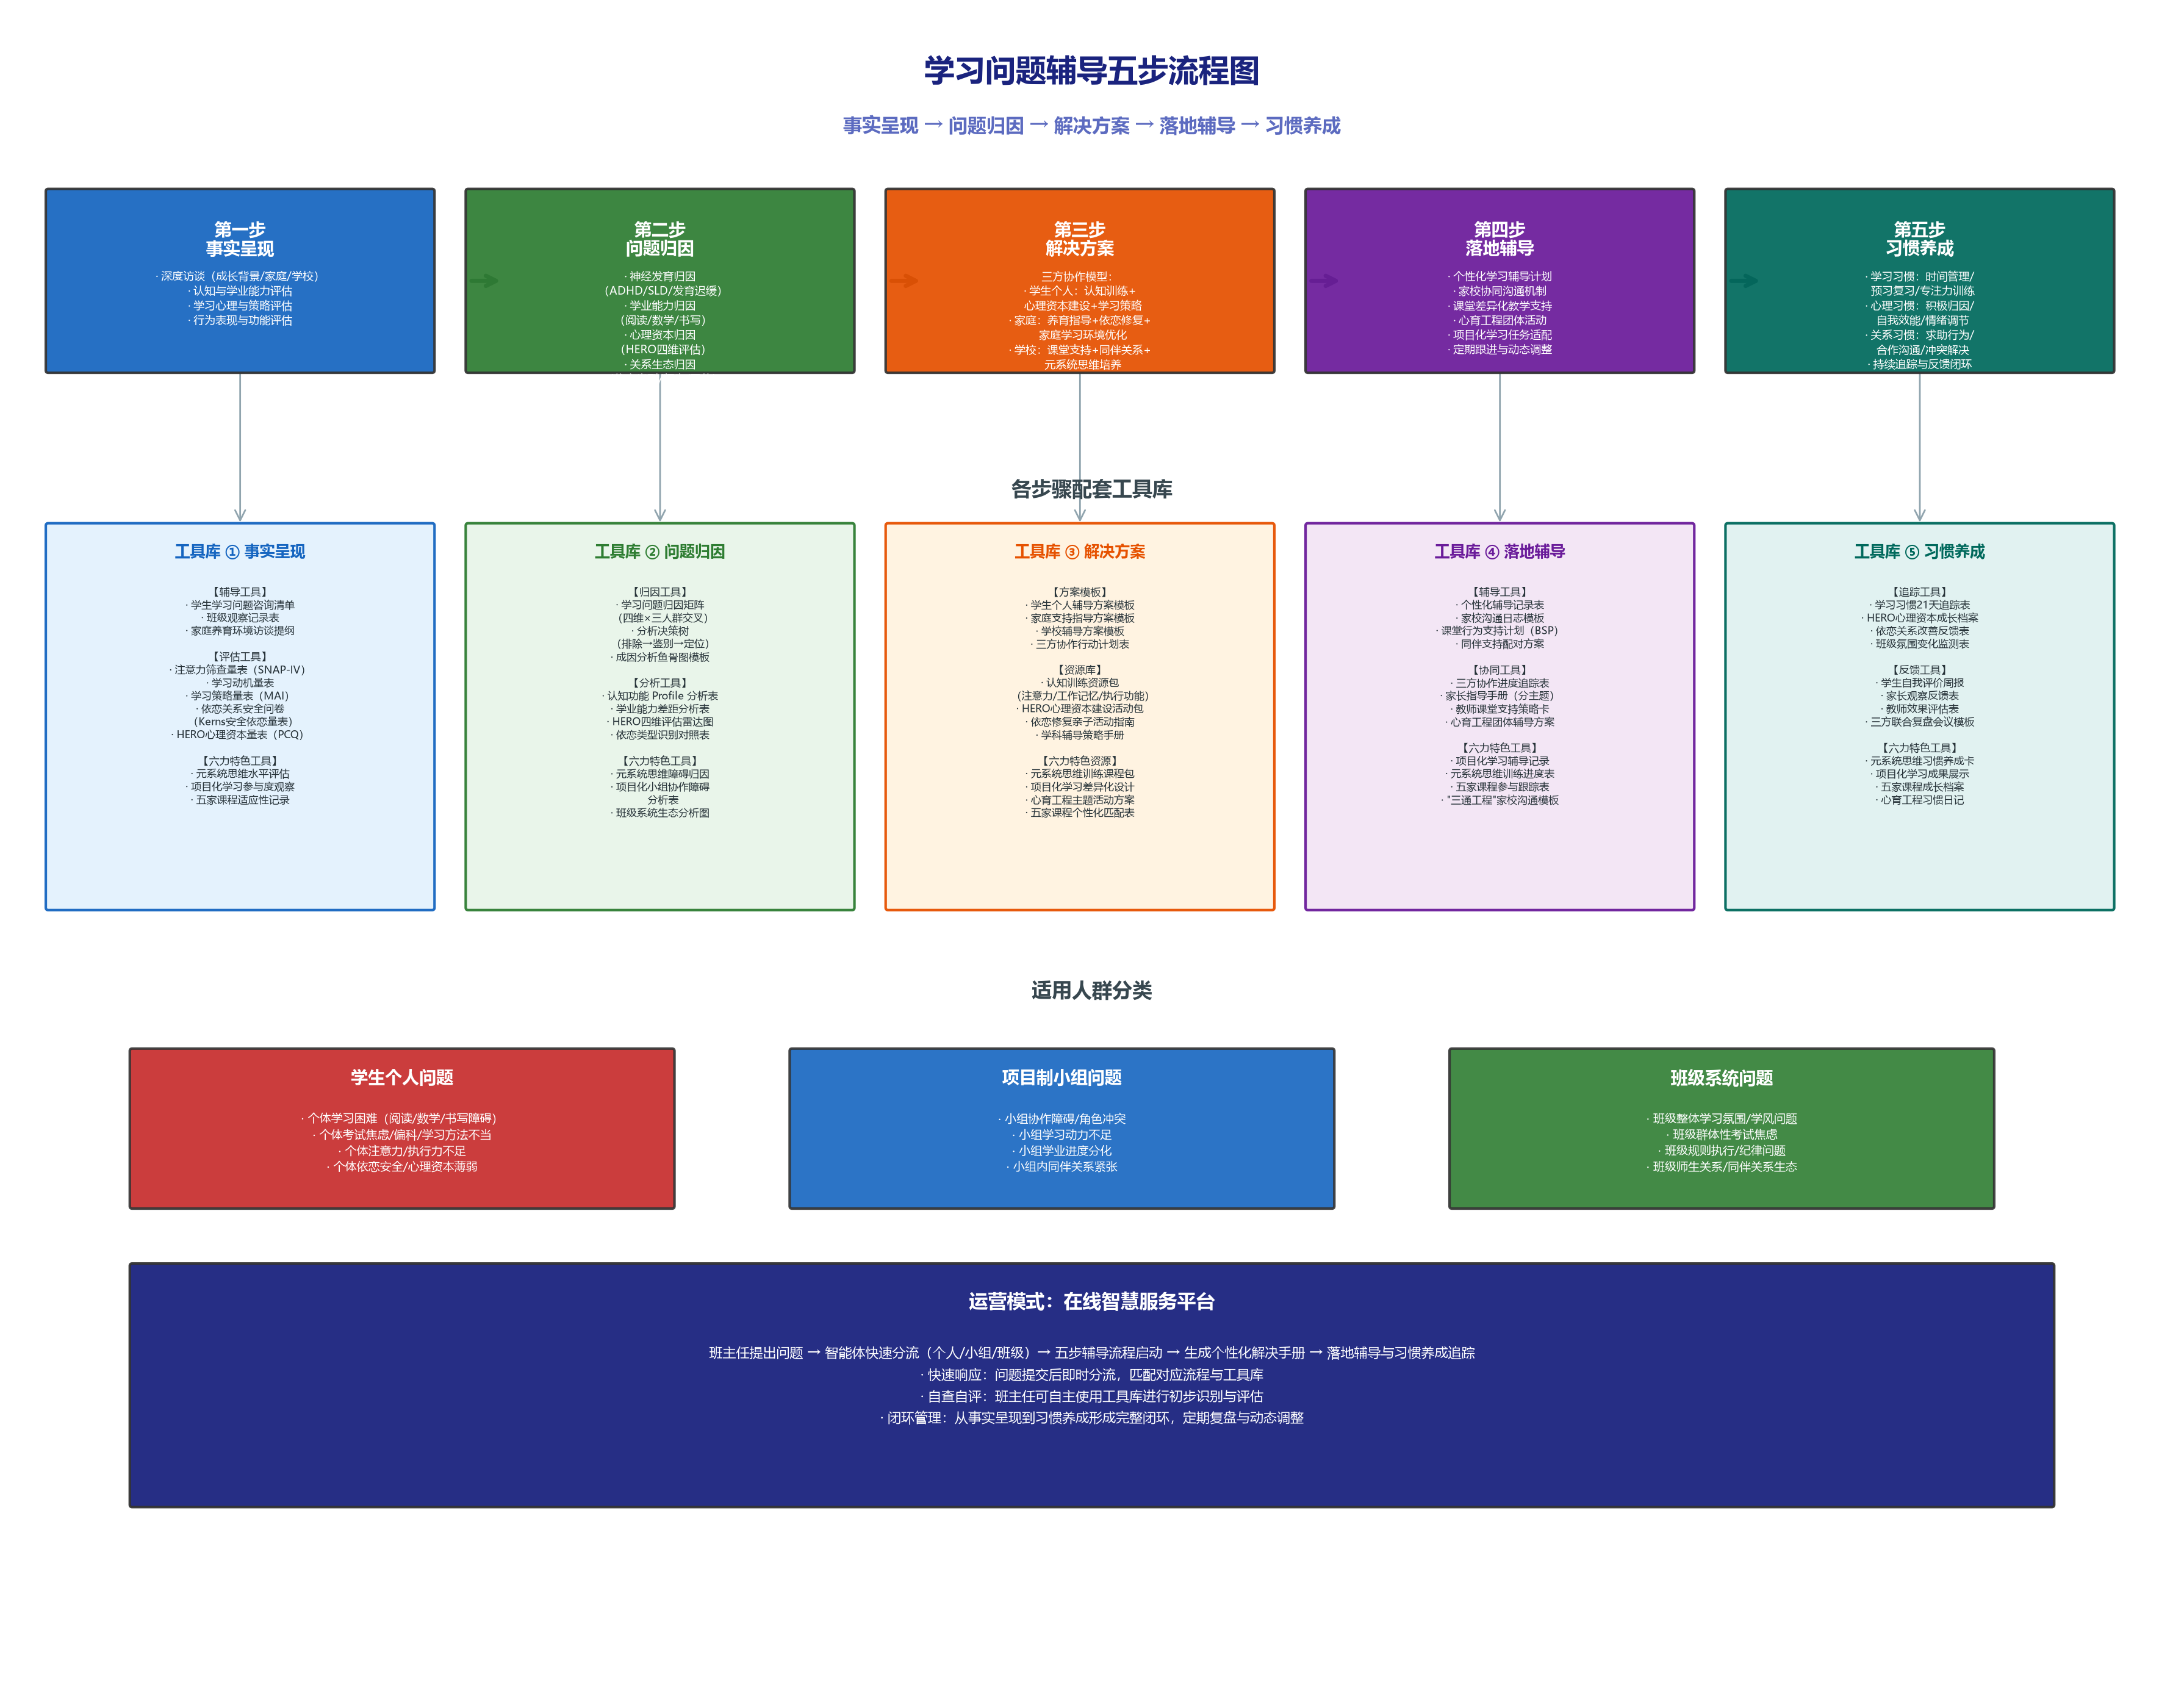 学习问题辅导五步流程图
事实呈现 → 问题归因 → 解决方案 → 落地辅导 → 习惯养成
第一步
事实呈现
· 深度访谈（成长背景/家庭/学校）
· 认知与学业能力评估
· 学习心理与策略评估
· 行为表现与功能评估
第二步
问题归因
· 神经发育归因
（ADHD/SLD/发育迟缓）
· 学业能力归因
（阅读/数学/书写）
· 心理资本归因
（HERO四维评估）
· 关系生态归因
第三步
解决方案
三方协作模型：
· 学生个人：认知训练+
心理资本建设+学习策略
· 家庭：养育指导+依恋修复+
家庭学习环境优化
· 学校：课堂支持+同伴关系+
元系统思维培养
第四步
落地辅导
· 个性化学习辅导计划
· 家校协同沟通机制
· 课堂差异化教学支持
· 心育工程团体活动
· 项目化学习任务适配
· 定期跟进与动态调整
第五步
习惯养成
· 学习习惯：时间管理/
预习复习/专注力训练
· 心理习惯：积极归因/
自我效能/情绪调节
· 关系习惯：求助行为/
合作沟通/冲突解决
· 持续追踪与反馈闭环
各步骤配套工具库
工具库 ① 事实呈现
【辅导工具】
· 学生学习问题咨询清单
· 班级观察记录表
· 家庭养育环境访谈提纲
【评估工具】
· 注意力筛查量表（SNAP-IV）
· 学习动机量表
· 学习策略量表（MAI）
· 依恋关系安全问卷
（Kerns安全依恋量表）
· HERO心理资本量表（PCQ）
【六力特色工具】
· 元系统思维水平评估
· 项目化学习参与度观察
· 五家课程适应性记录
工具库 ② 问题归因
【归因工具】
· 学习问题归因矩阵
（四维×三人群交叉）
· 分析决策树
（排除→鉴别→定位）
· 成因分析鱼骨图模板
【分析工具】
· 认知功能 Profile 分析表
· 学业能力差距分析表
· HERO四维评估雷达图
· 依恋类型识别对照表
【六力特色工具】
· 元系统思维障碍归因
· 项目化小组协作障碍
分析表
· 班级系统生态分析图
工具库 ③ 解决方案
【方案模板】
· 学生个人辅导方案模板
· 家庭支持指导方案模板
· 学校辅导方案模板
· 三方协作行动计划表
【资源库】
· 认知训练资源包
（注意力/工作记忆/执行功能）
· HERO心理资本建设活动包
· 依恋修复亲子活动指南
· 学科辅导策略手册
【六力特色资源】
· 元系统思维训练课程包
· 项目化学习差异化设计
· 心育工程主题活动方案
· 五家课程个性化匹配表
工具库 ④ 落地辅导
【辅导工具】
· 个性化辅导记录表
· 家校沟通日志模板
· 课堂行为支持计划（BSP）
· 同伴支持配对方案
【协同工具】
· 三方协作进度追踪表
· 家长指导手册（分主题）
· 教师课堂支持策略卡
· 心育工程团体辅导方案
【六力特色工具】
· 项目化学习辅导记录
· 元系统思维训练进度表
· 五家课程参与跟踪表
· "三通工程"家校沟通模板
工具库 ⑤ 习惯养成
【追踪工具】
· 学习习惯21天追踪表
· HERO心理资本成长档案
· 依恋关系改善反馈表
· 班级氛围变化监测表
【反馈工具】
· 学生自我评价周报
· 家长观察反馈表
· 教师效果评估表
· 三方联合复盘会议模板
【六力特色工具】
· 元系统思维习惯养成卡
· 项目化学习成果展示
· 五家课程成长档案
· 心育工程习惯日记
适用人群分类
学生个人问题
· 个体学习困难（阅读/数学/书写障碍）
· 个体考试焦虑/偏科/学习方法不当
· 个体注意力/执行力不足
· 个体依恋安全/心理资本薄弱
项目制小组问题
· 小组协作障碍/角色冲突
· 小组学习动力不足
· 小组学业进度分化
· 小组内同伴关系紧张
班级系统问题
· 班级整体学习氛围/学风问题
· 班级群体性考试焦虑
· 班级规则执行/纪律问题
· 班级师生关系/同伴关系生态
运营模式：在线智慧服务平台
班主任提出问题 → 智能体快速分流（个人/小组/班级）→ 五步辅导流程启动 → 生成个性化解决手册 → 落地辅导与习惯养成追踪
· 快速响应：问题提交后即时分流，匹配对应流程与工具库
· 自查自评：班主任可自主使用工具库进行初步识别与评估
· 闭环管理：从事实呈现到习惯养成形成完整闭环，定期复盘与动态调整